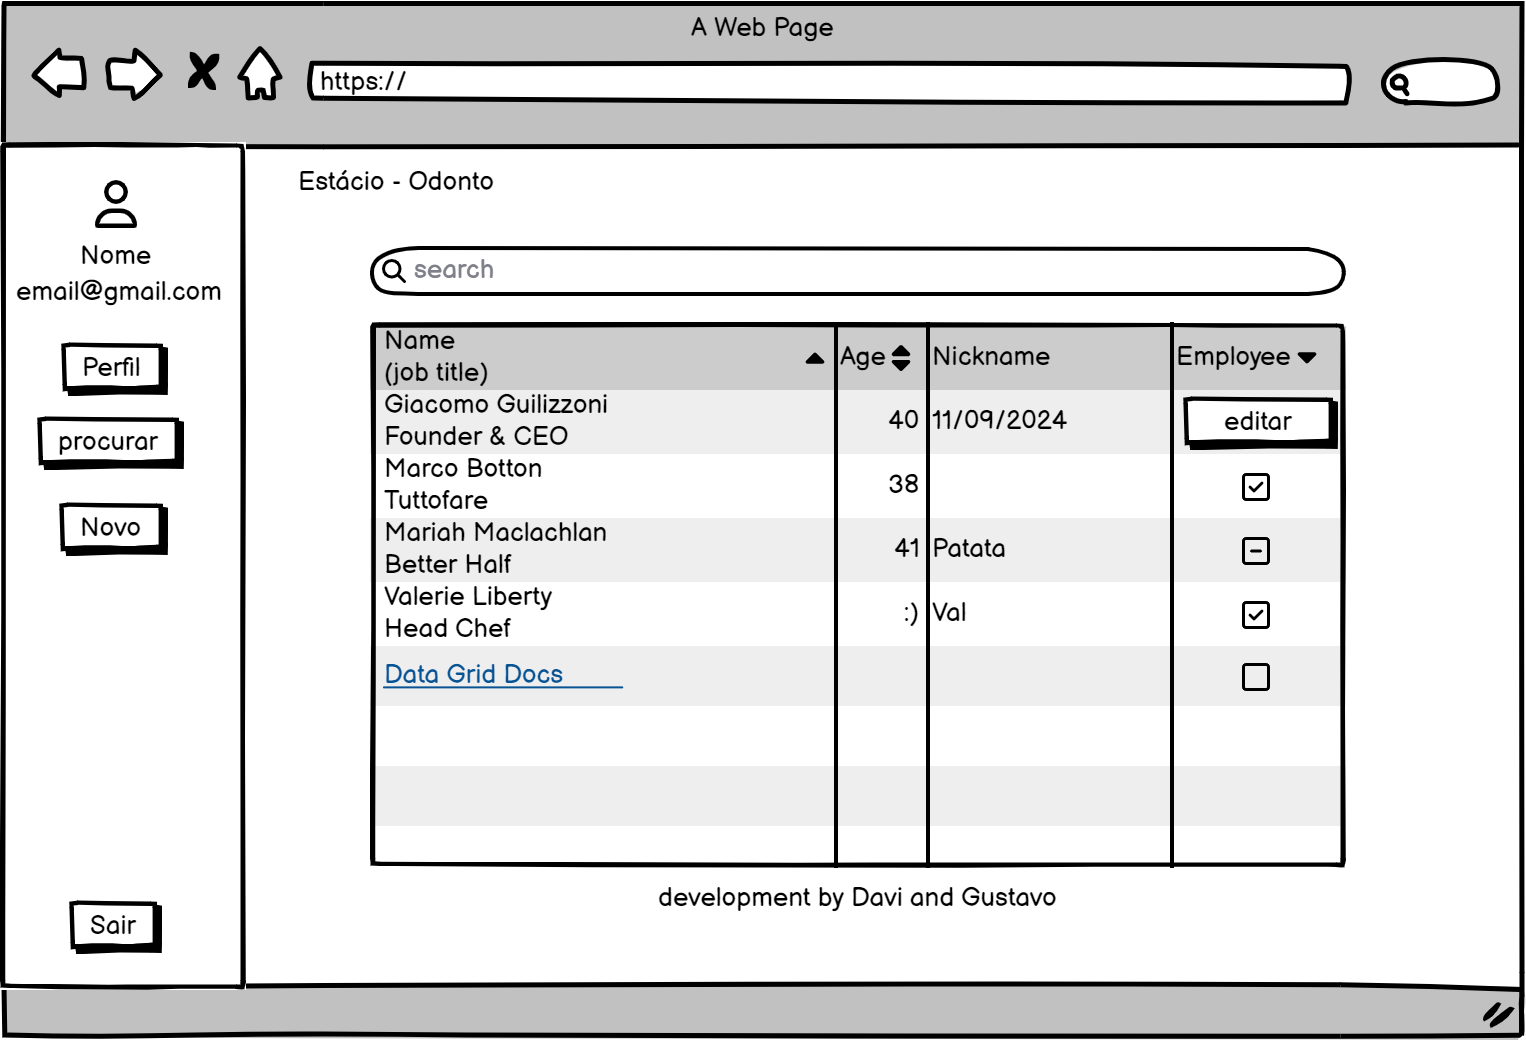 A Web Page
https://
Estácio - Odonto
Nome
email@gmail.com
Perfil
procurar
Novo
Sair
search
Name
(job title)
Age
Nickname
Employee
Giacomo Guilizzoni
Founder & CEO
40
11/09/2024
editar
Marco Botton
Tuttofare
38
Mariah Maclachlan
Better Half
41
Patata
Valerie Liberty
Head Chef
:)
Val
Data Grid Docs
development by Davi and Gustavo